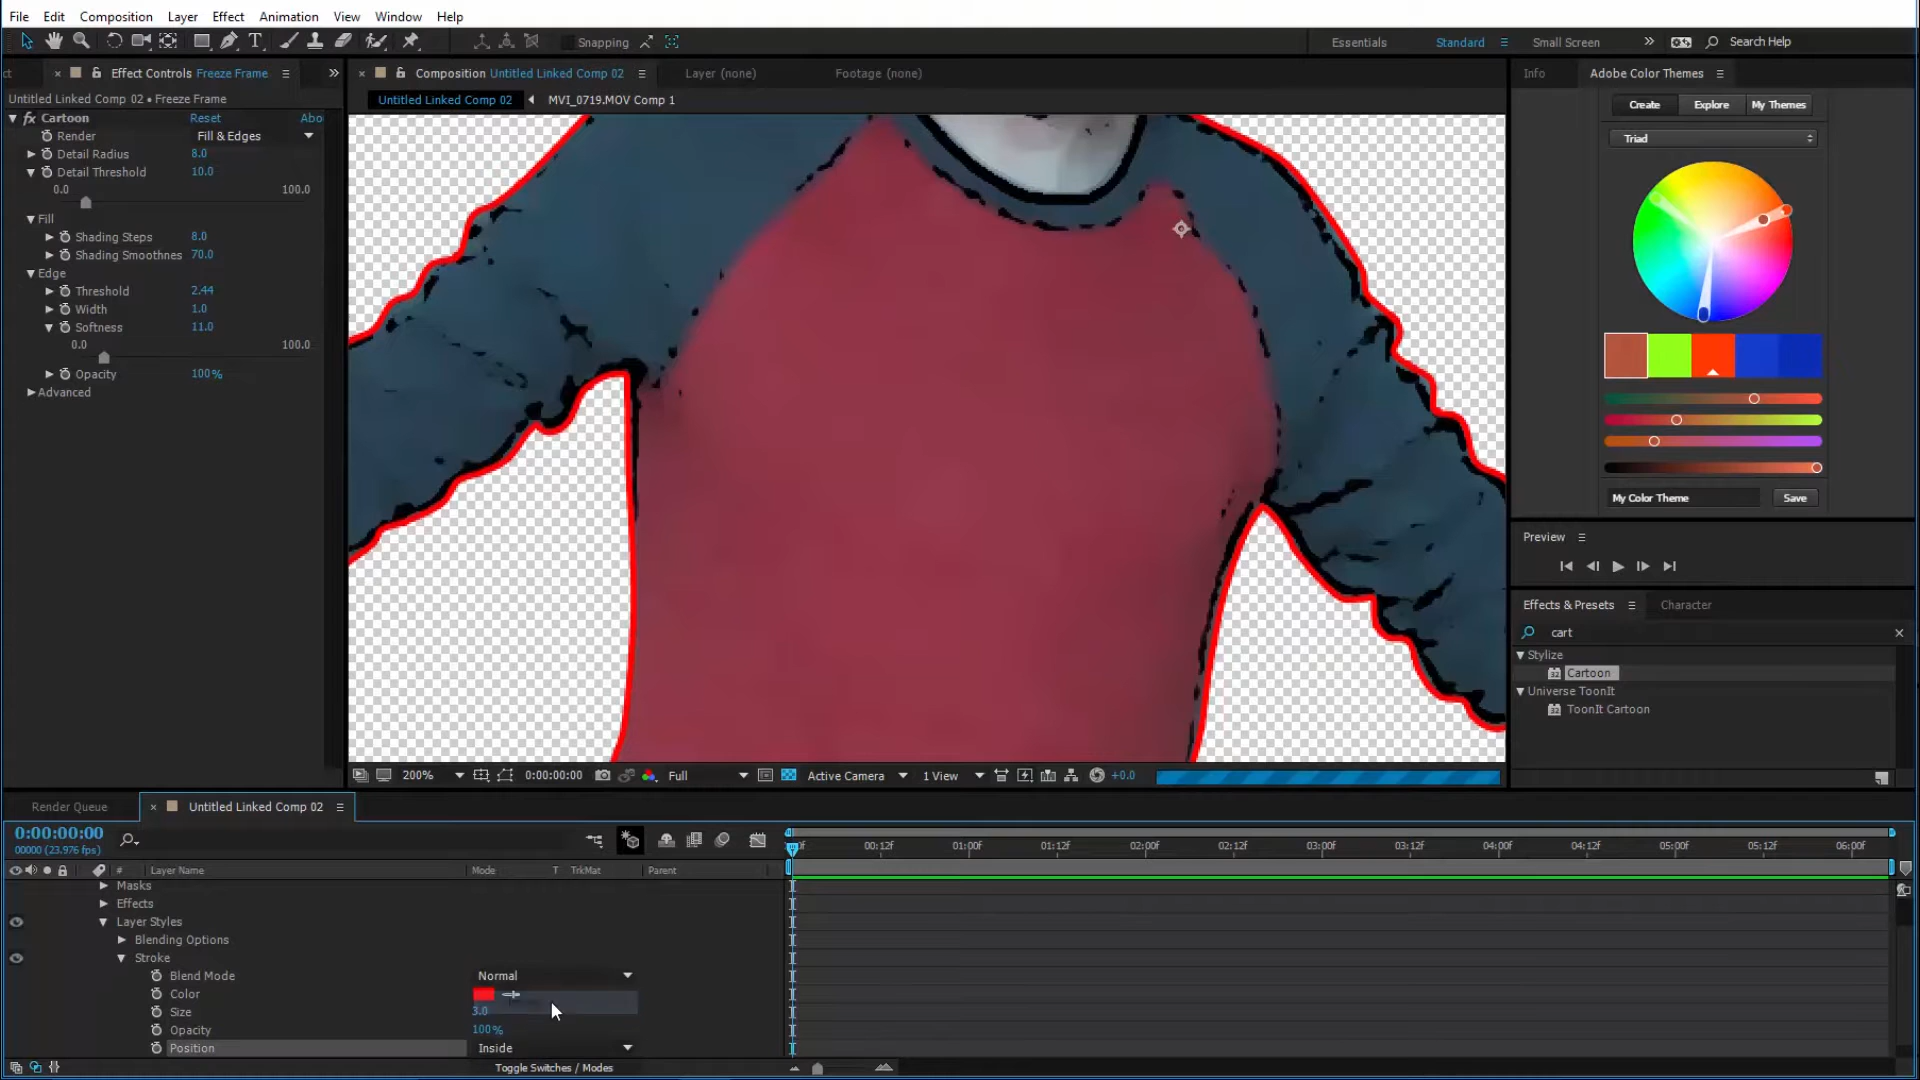 File Edit Composition Layer Effect Animation View Window Help
Snapping Essentials Standard Small Screen Search Help
ct Effect Controls Freeze Frame
Composition Untitled Linked Comp 02 Layer (none) Footage (none)
Info Adobe Color Themes
Untitled Linked Comp 02 • Freeze Frame
Untitled Linked Comp 02 MVI_0719.MOV Comp 1
Create Explore My Themes
fx Cartoon Reset Abo
Render Fill & Edges
Triad
Detail Radius 8.0
Detail Threshold 10.0
0.0 100.0
Fill
Shading Steps 8.0
Shading Smoothnes 70.0
Edge
Threshold 2.44
Width 1.0
Softness 11.0
0.0 100.0
Opacity 100%
Advanced
My Color Theme Save
Preview
Effects & Presets Character
cart
Stylize
Cartoon
Universe ToonIt
ToonIt Cartoon
200% 0:00:00:00 Full Active Camera 1 View +0.0
Render Queue Untitled Linked Comp 02
0:00:00:00
00000 (23.976 fps)
00:12f 01:00f 01:12f 02:00f 02:12f 03:00f 03:12f 04:00f 04:12f 05:00f 05:12f 06:00f
# Layer Name Mode T TrkMat Parent
Masks
Effects
Layer Styles
Blending Options
Stroke
Blend Mode Normal
Color
Size 3.0
Opacity 100%
Position Inside
Toggle Switches / Modes